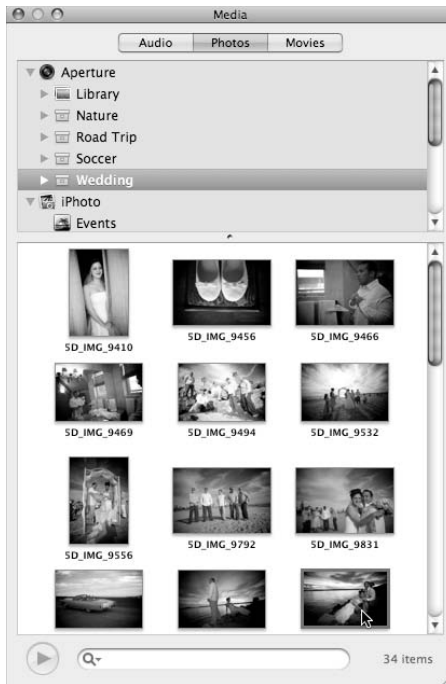 Media
Audio Photos Movies
Aperture
Library
Nature
Road Trip
Soccer
Wedding
iPhoto
Events
5D_IMG_9410 5D_IMG_9456 5D_IMG_9466
5D_IMG_9469 5D_IMG_9494 5D_IMG_9532
5D_IMG_9556 5D_IMG_9792 5D_IMG_9831
34 items